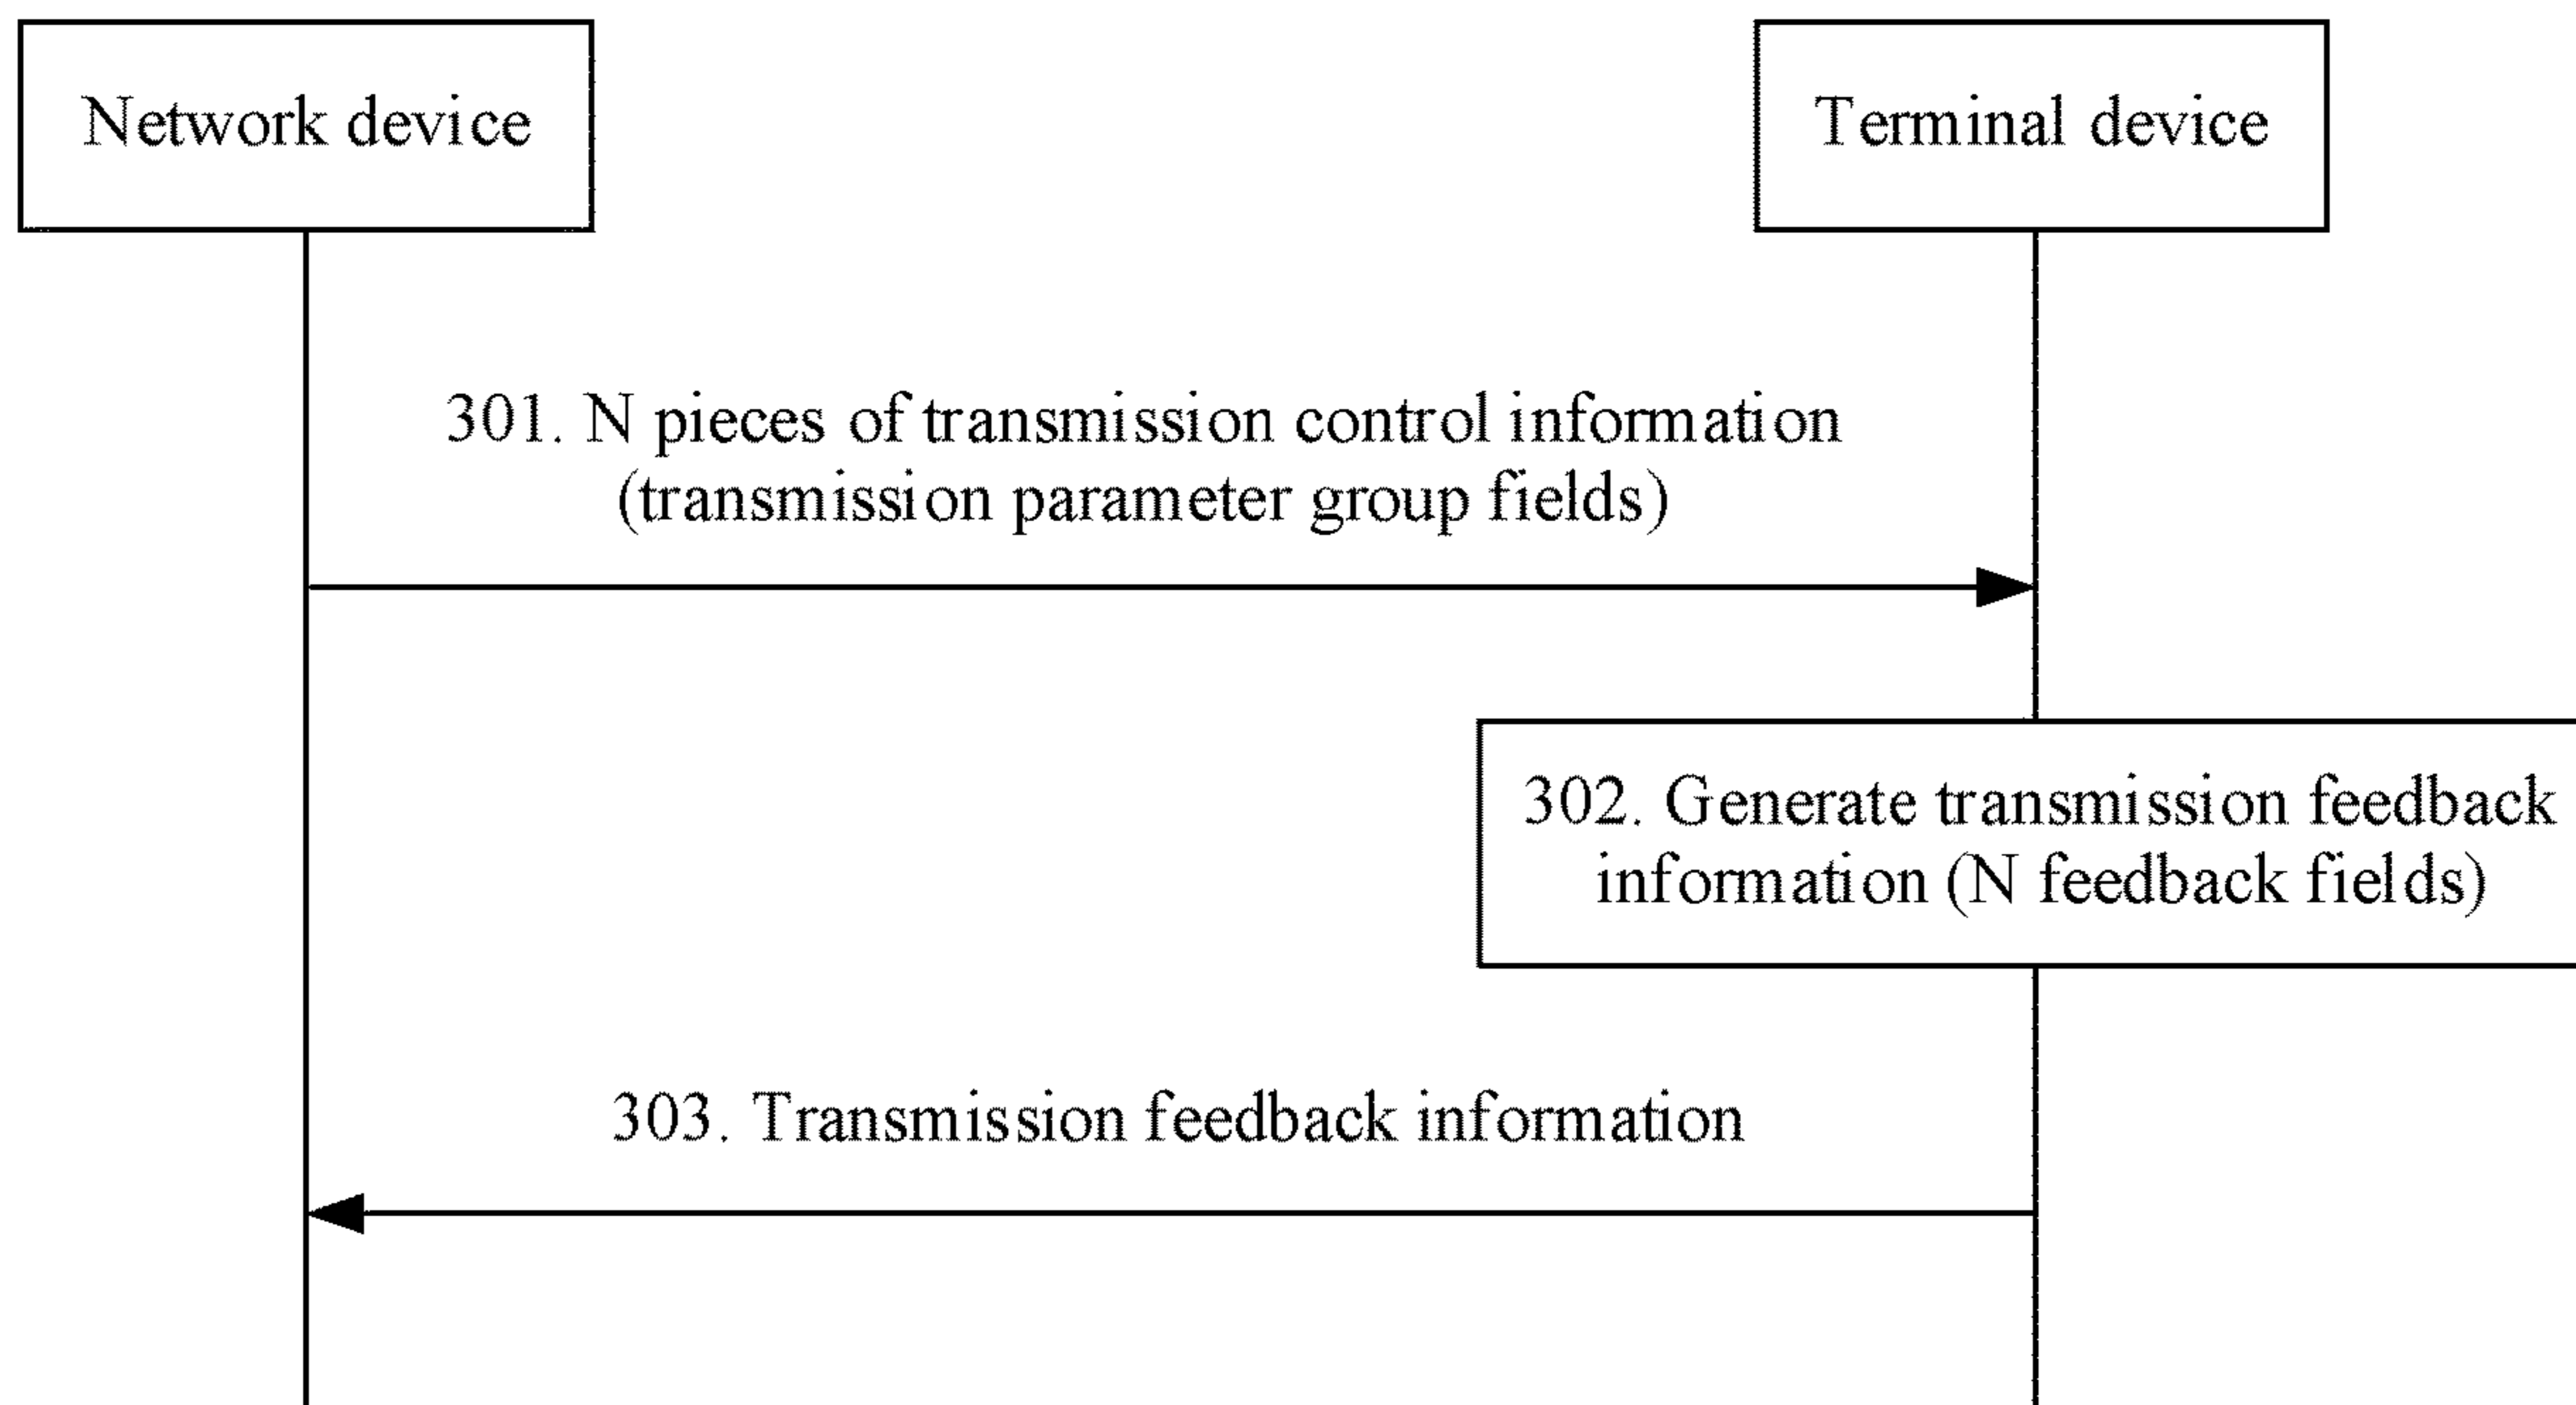 Network device
Terminal device
301. N pieces of transmission control information
(transmission parameter group fields)
302. Generate transmission feedback
information (N feedback fields)
303. Transmission feedback information